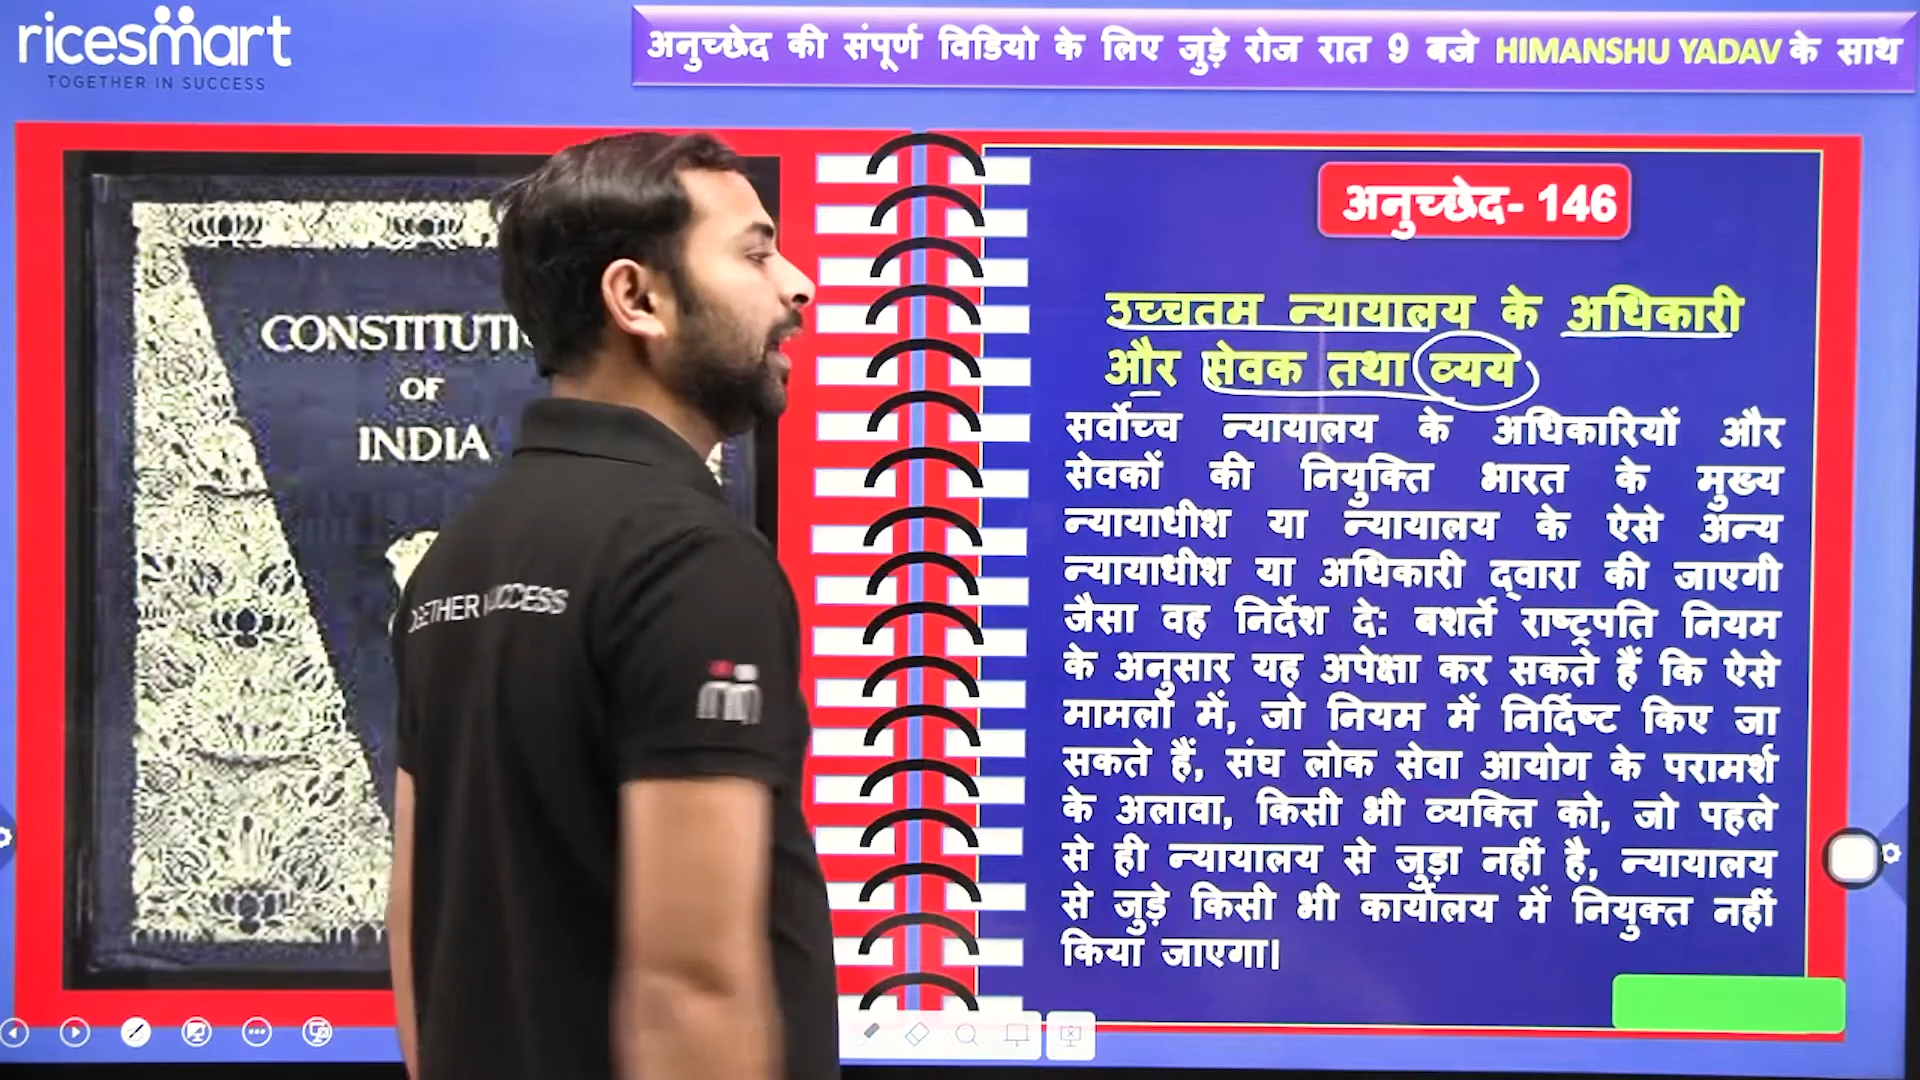 ricesmart
TOGETHER IN SUCCESS
अनुच्छेद की संपूर्ण विडियो के लिए जुड़े रोज रात 9 बजे HIMANSHU YADAV के साथ
CONSTITUTI
OF
INDIA
OGETHER I UCCESS
अनुच्छेद- 146
उच्चतम न्यायालय के अधिकारी
और सेवक तथा व्यय
सर्वोच्च न्यायालय के अधिकारियों और
सेवकों की नियुक्ति भारत के मुख्य
न्यायाधीश या न्यायालय के ऐसे अन्य
न्यायाधीश या अधिकारी द्वारा की जाएगी
जैसा वह निर्देश दे: बशर्ते राष्ट्रपति नियम
के अनुसार यह अपेक्षा कर सकते हैं कि ऐसे
मामलों में, जो नियम में निर्दिष्ट किए जा
सकते हैं, संघ लोक सेवा आयोग के परामर्श
के अलावा, किसी भी व्यक्ति को, जो पहले
से ही न्यायालय से जुड़ा नहीं है, न्यायालय
से जुड़े किसी भी कार्यालय में नियुक्त नहीं
किया जाएगा।